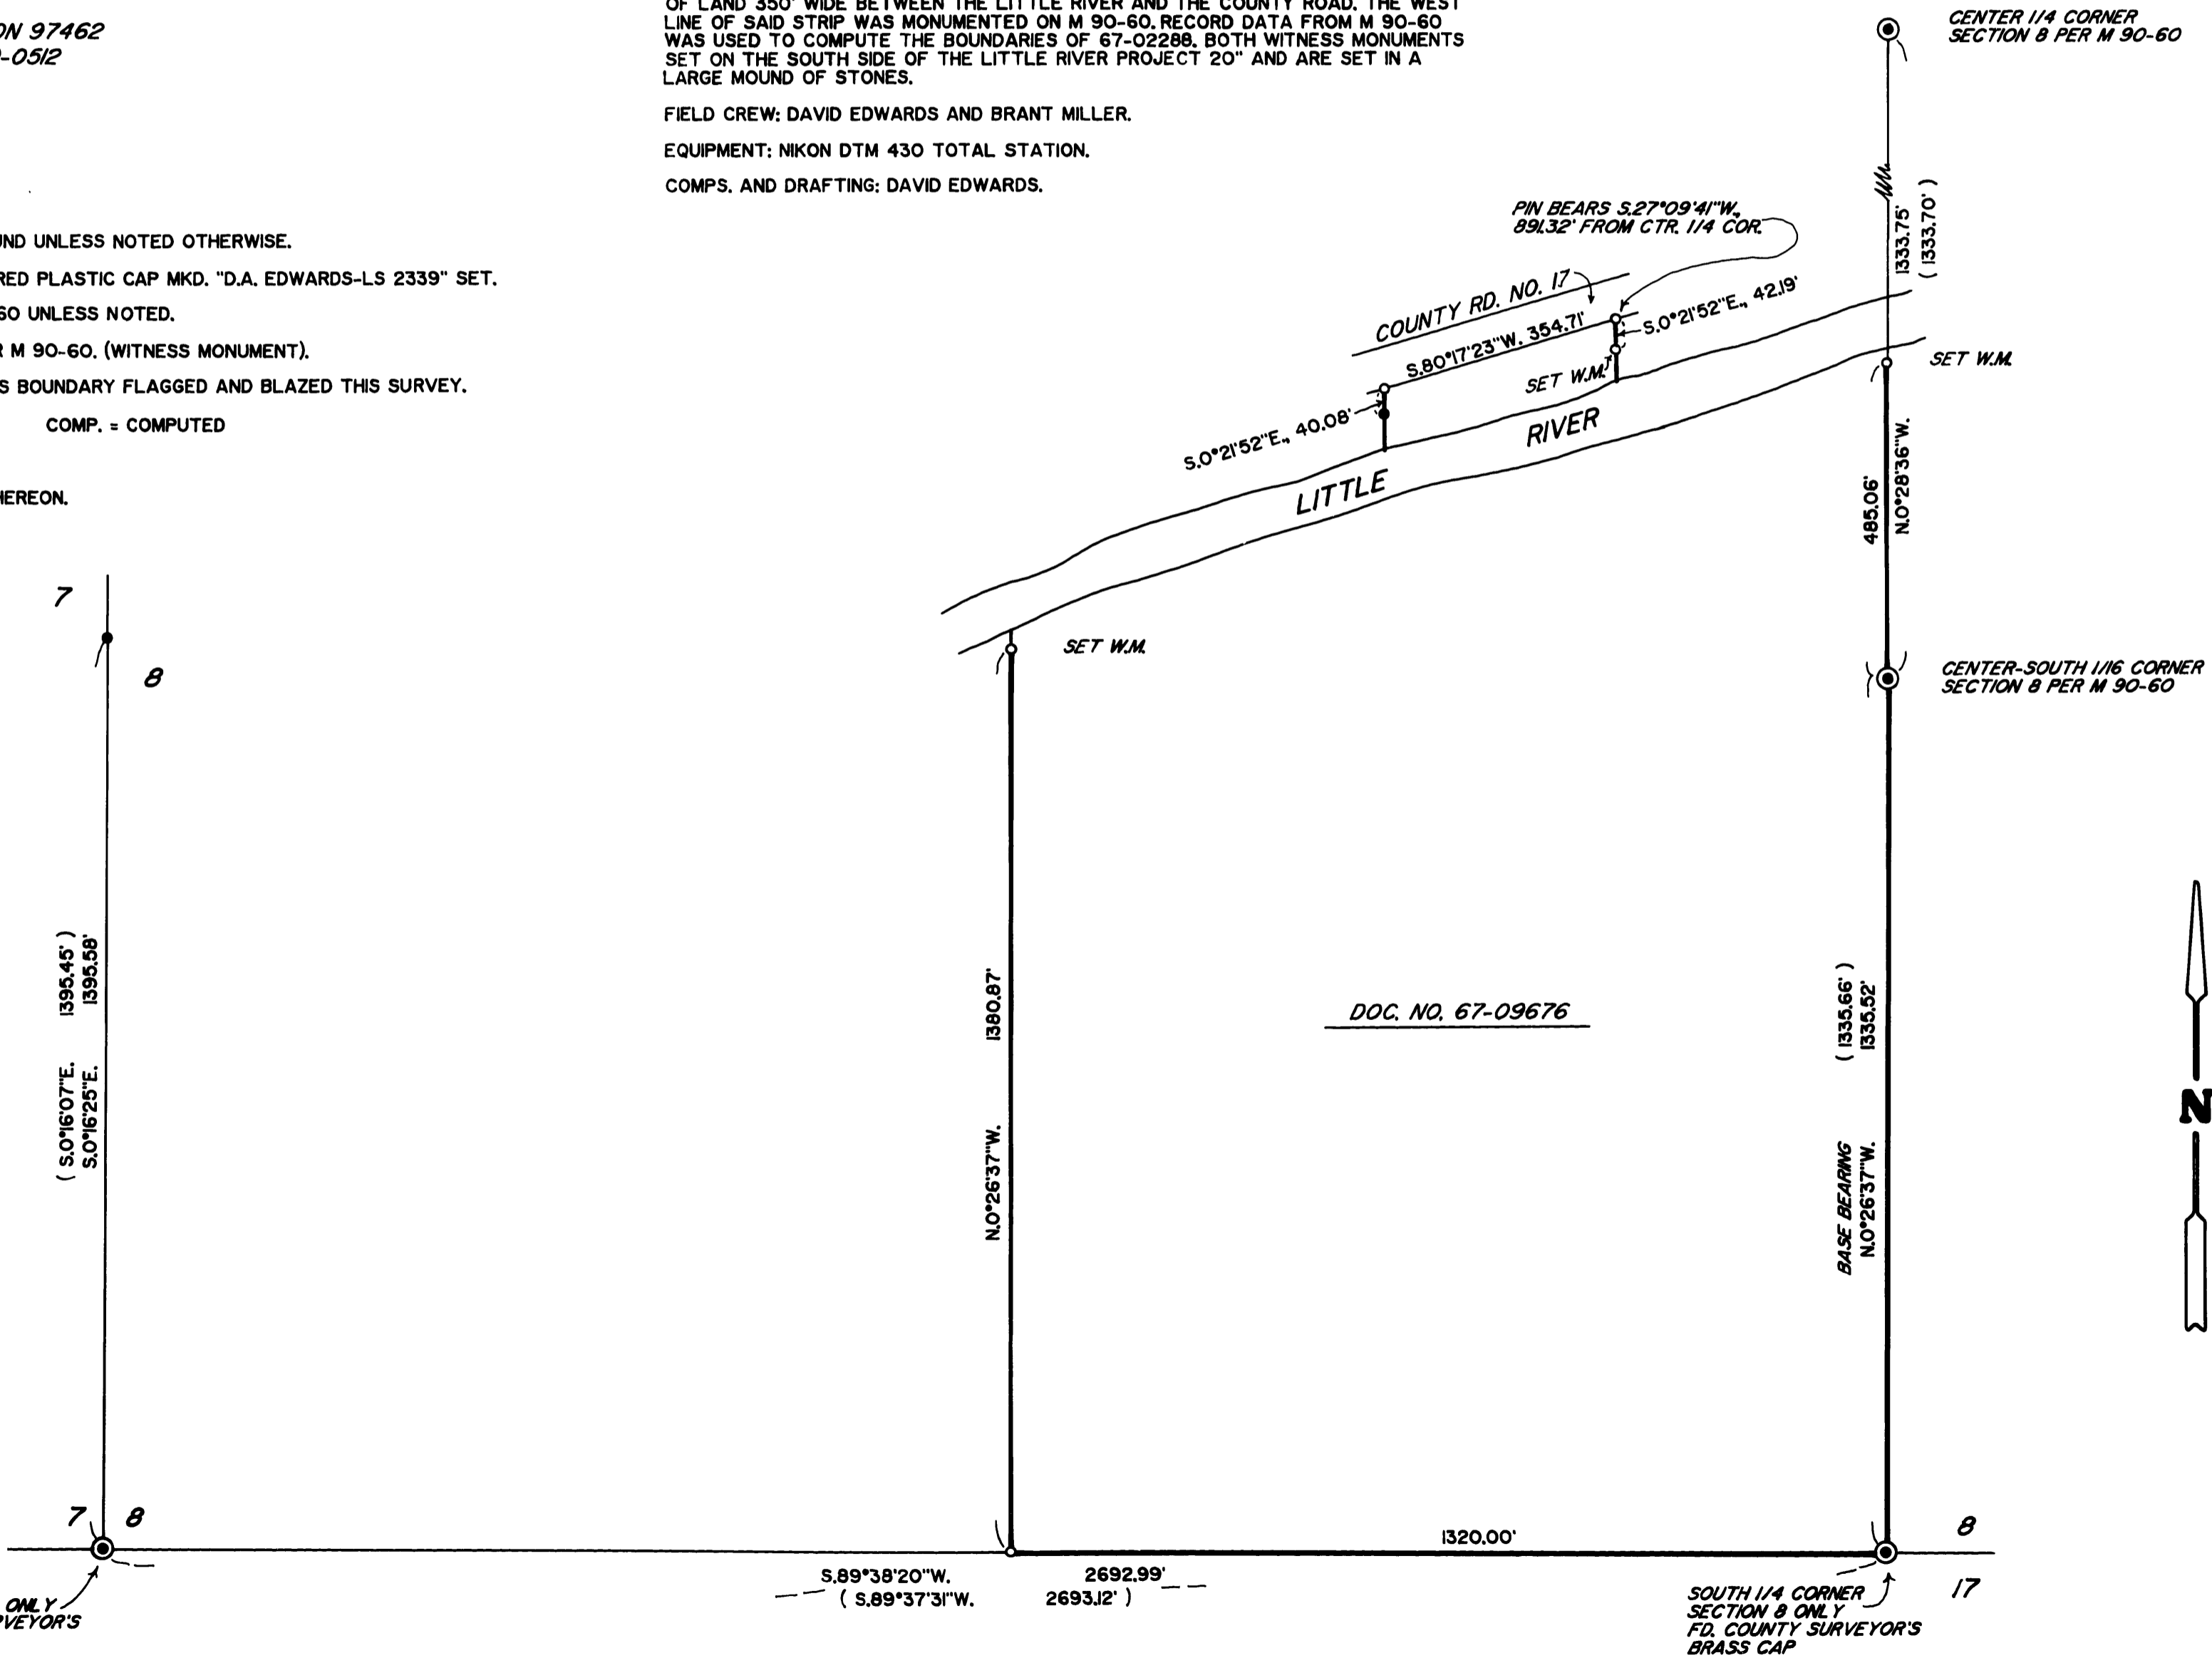 ON 97462
-0512
OF LAND 350' WIDE BETWEEN THE LITTLE RIVER AND THE COUNTY ROAD. THE WEST
LINE OF SAID STRIP WAS MONUMENTED ON M 90-60. RECORD DATA FROM M 90-60
WAS USED TO COMPUTE THE BOUNDARIES OF 67-02288. BOTH WITNESS MONUMENTS
SET ON THE SOUTH SIDE OF THE LITTLE RIVER PROJECT 20" AND ARE SET IN A
LARGE MOUND OF STONES.
FIELD CREW: DAVID EDWARDS AND BRANT MILLER.
EQUIPMENT: NIKON DTM 430 TOTAL STATION.
COMPS. AND DRAFTING: DAVID EDWARDS.
UND UNLESS NOTED OTHERWISE.
RED PLASTIC CAP MKD. "D.A. EDWARDS-LS 2339" SET.
60 UNLESS NOTED.
R M 90-60. (WITNESS MONUMENT).
S BOUNDARY FLAGGED AND BLAZED THIS SURVEY.
COMP. = COMPUTED
HEREON.
CENTER 1/4 CORNER
SECTION 8 PER M 90-60
1333.75'
( 1333.70' )
PIN BEARS S.27°09'41"W.,
891.32' FROM CTR. 1/4 COR.
COUNTY RD. NO. 17
S.80°17'23"W. 354.71'
S.0°21'52"E., 42.19'
SET W.M.
S.0°21'52"E., 40.08'
LITTLE RIVER
SET W.M.
485.06'
N.0°28'36"W.
SET W.M.
CENTER-SOUTH 1/16 CORNER
SECTION 8 PER M 90-60
7
8
( S.0°16'07"E. 1395.45' )
S.0°16'25"E. 1395.58'
N.0°26'37"W. 1380.87'
DOC. NO. 67-09676
( 1335.66' )
1335.52'
BASE BEARING
N.0°26'37"W.
N
7 8
1320.00'
8
17
S.89°38'20"W. 2692.99'
( S.89°37'31"W. 2693.12' )
ONLY
RVEYOR'S
SOUTH 1/4 CORNER
SECTION 8 ONLY
FD. COUNTY SURVEYOR'S
BRASS CAP